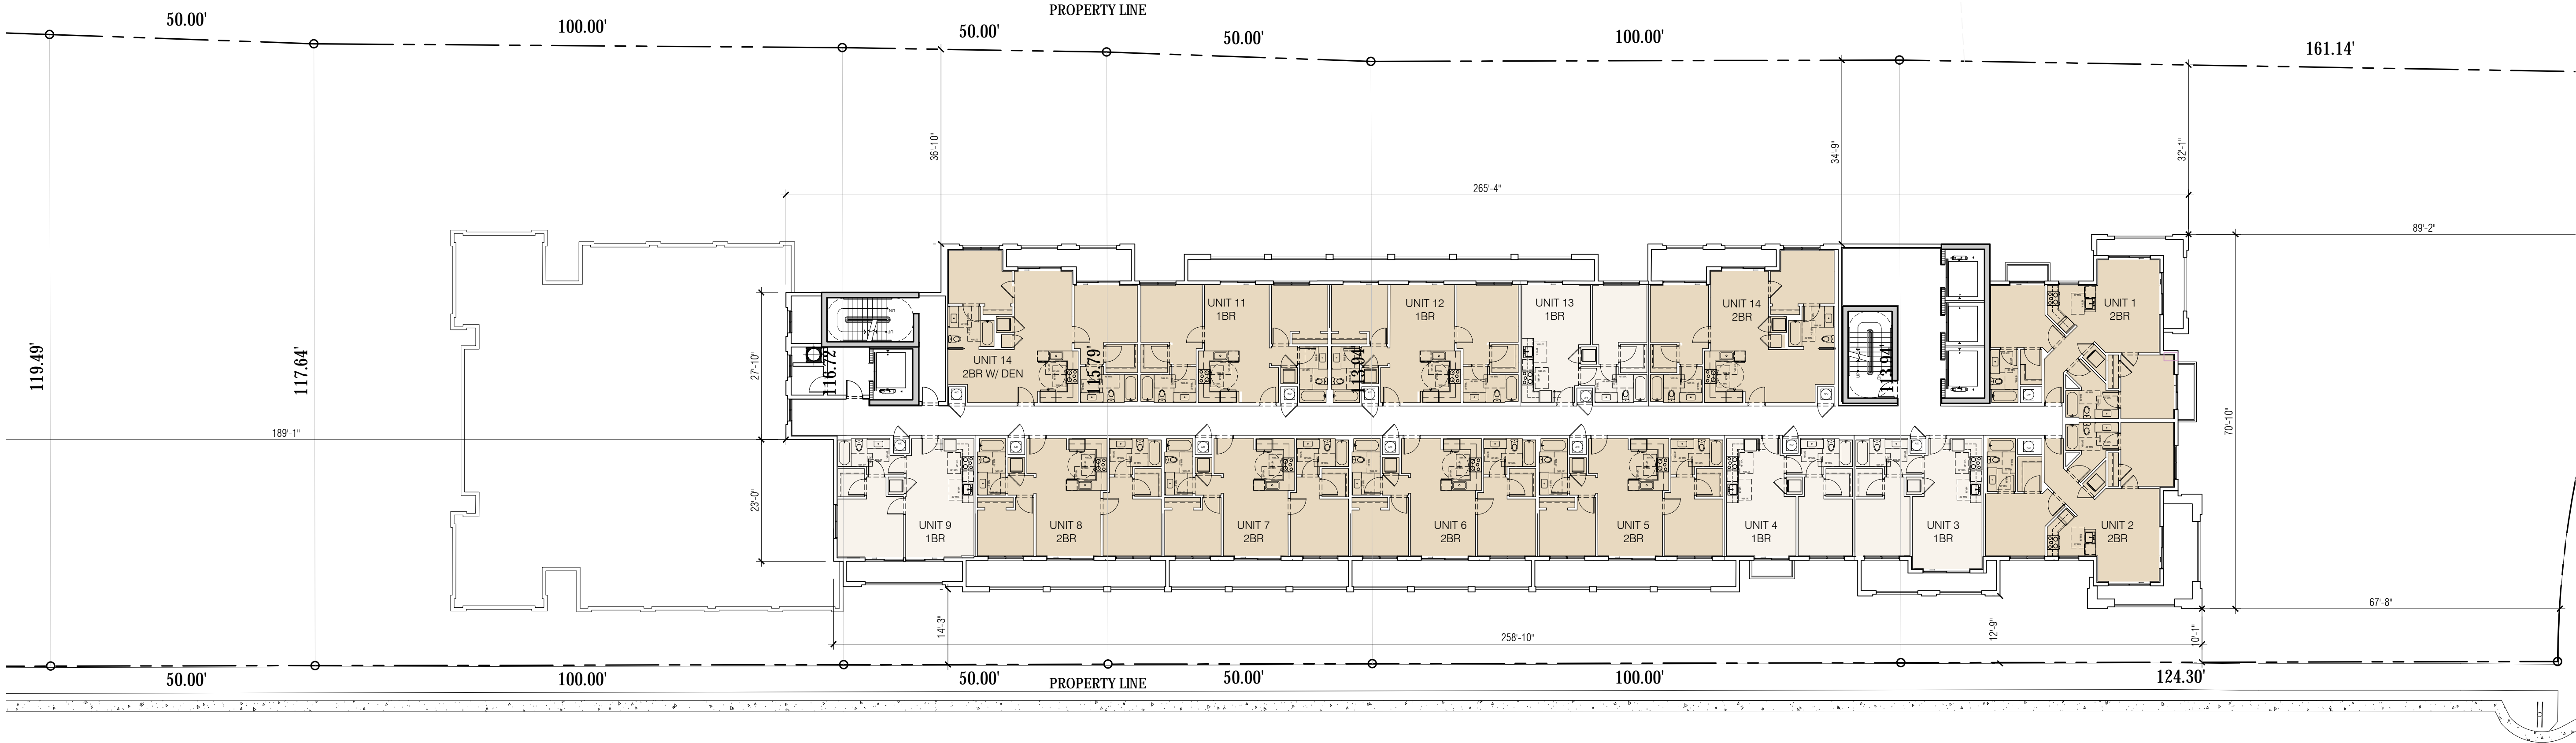 PROPERTY LINE
50.00'
100.00'
50.00'
50.00'
100.00'
161.14'
36'-10"
34'-9"
32'-1"
265'-4"
89'-2"
119.49'
117.64'
116.72'
115.79'
113.94'
113.94'
27'-10"
23'-0"
189'-1"
70'-10"
UNIT 14
2BR W/ DEN
UNIT 11
1BR
UNIT 12
1BR
UNIT 13
1BR
UNIT 14
2BR
UNIT 1
2BR
UNIT 9
1BR
UNIT 8
2BR
UNIT 7
2BR
UNIT 6
2BR
UNIT 5
2BR
UNIT 4
1BR
UNIT 3
1BR
UNIT 2
2BR
67'-8"
14'-3"
258'-10"
12'-9"
10'-1"
50.00'
100.00'
50.00'
PROPERTY LINE
50.00'
100.00'
124.30'